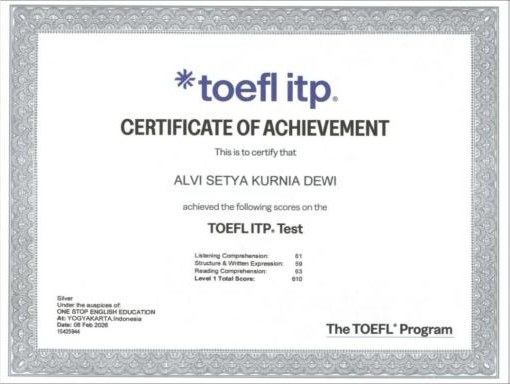 *toefl itp®
CERTIFICATE OF ACHIEVEMENT
This is to certify that
ALVI SETYA KURNIA DEWI
achieved the following scores on the
TOEFL ITP® Test
Listening Comprehension: 61
Structure & Written Expression: 59
Reading Comprehension: 63
Level 1 Total Score: 610
Silver
Under the auspices of:
ONE STOP ENGLISH EDUCATION
At: YOGYAKARTA,Indonesia
Date: 08 Feb 2026
15425944
The TOEFL® Program